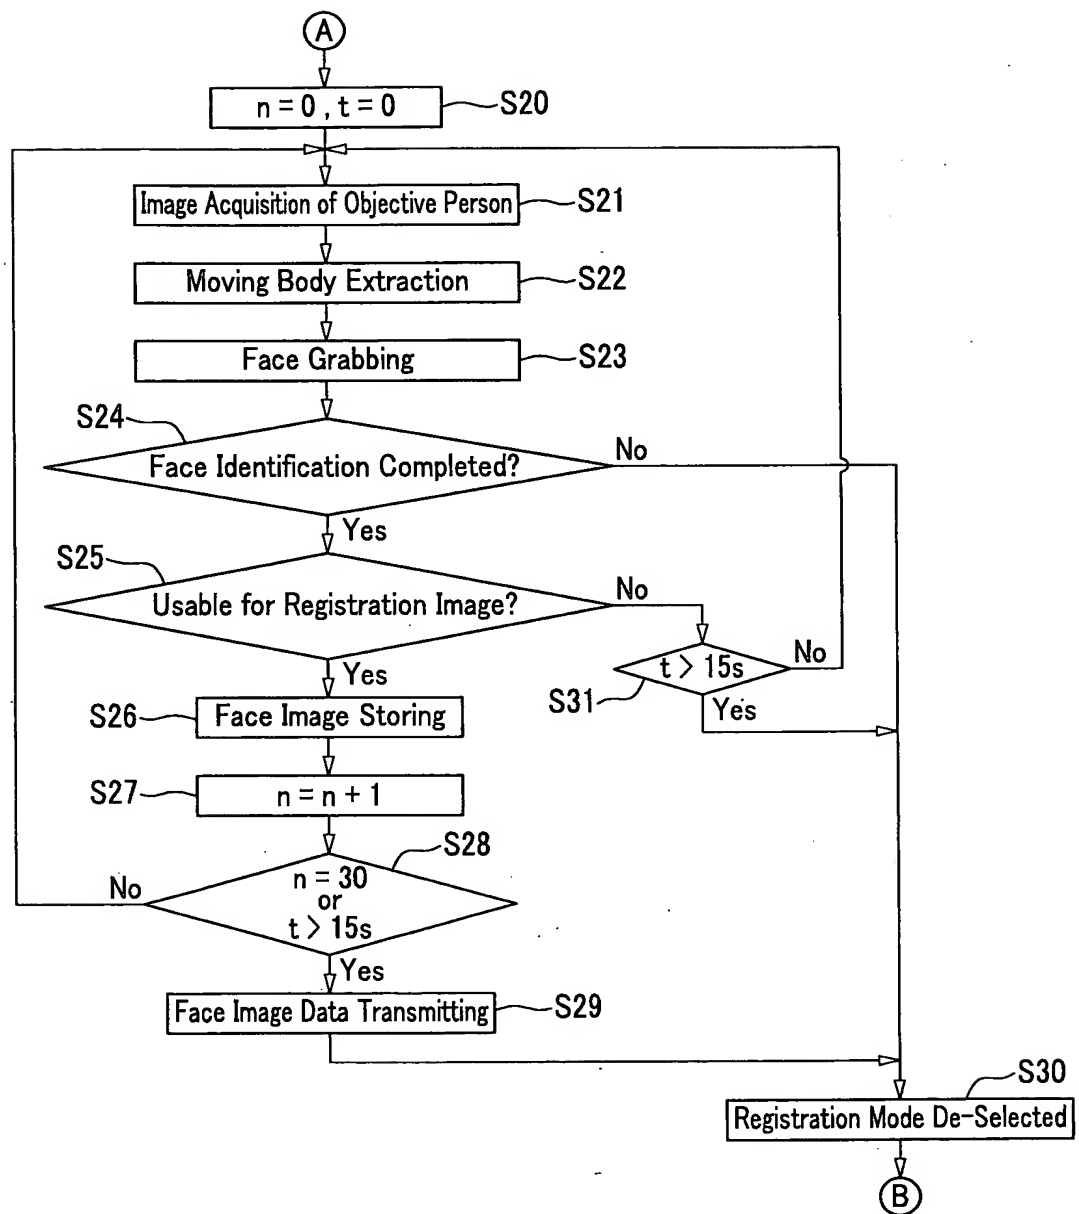 A
n = 0 , t = 0
S20
Image Acquisition of Objective Person
S21
Moving Body Extraction
S22
Face Grabbing
S23
S24
Face Identification Completed?
No
Yes
S25
Usable for Registration Image?
No
Yes
t > 15s
No
S31
Yes
S26
Face Image Storing
S27
n = n + 1
S28
No
n = 30
or
t > 15s
Yes
Face Image Data Transmitting
S29
S30
Registration Mode De-Selected
B